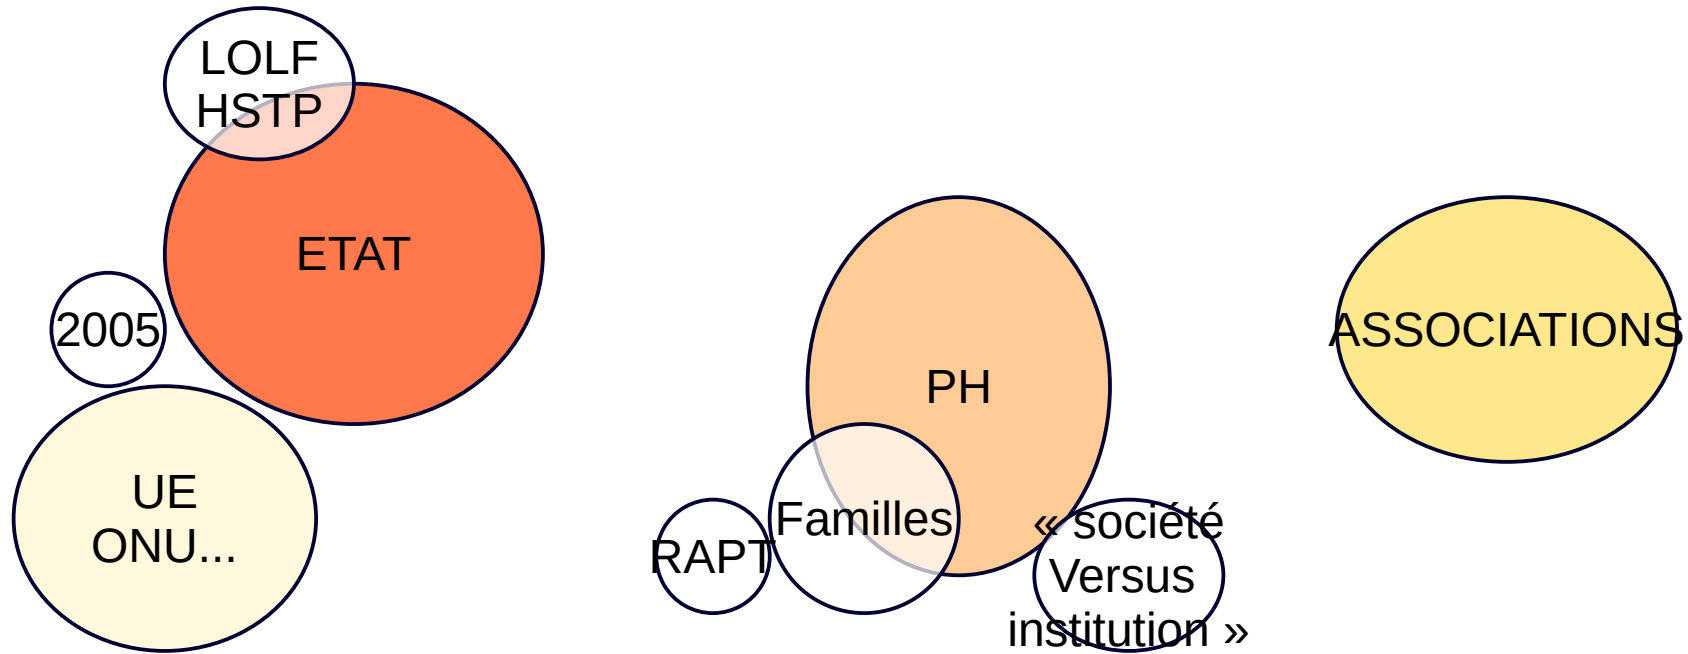 LOLF
HSTP
ETAT
2005
UE
ONU...
PH
Familles
RAPT
« société
Versus
institution »
ASSOCIATIONS